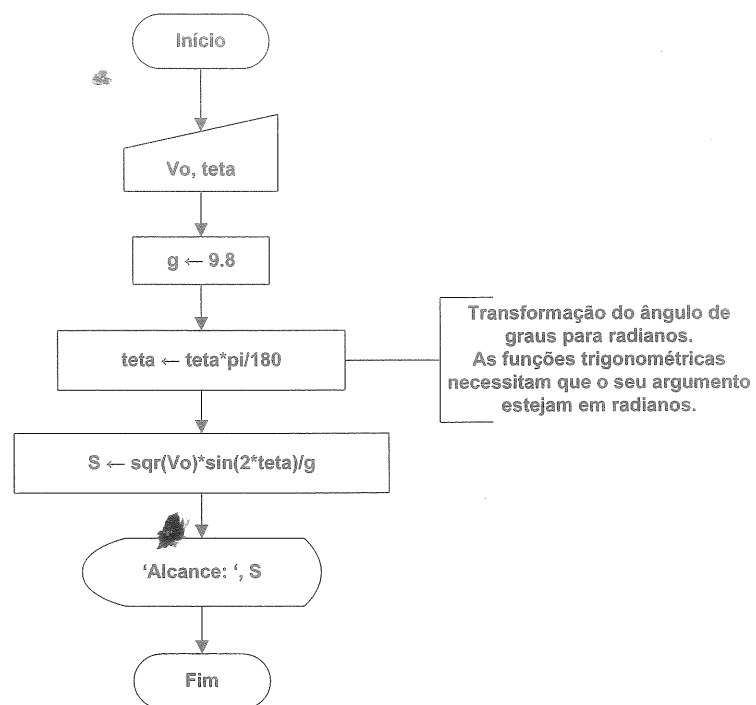 Início
Vo, teta
g ← 9.8
teta ← teta*pi/180
Transformação do ângulo de
graus para radianos.
As funções trigonométricas
necessitam que o seu argumento
estejam em radianos.
S ← sqr(Vo)*sin(2*teta)/g
‘Alcance: ‘, S
Fim